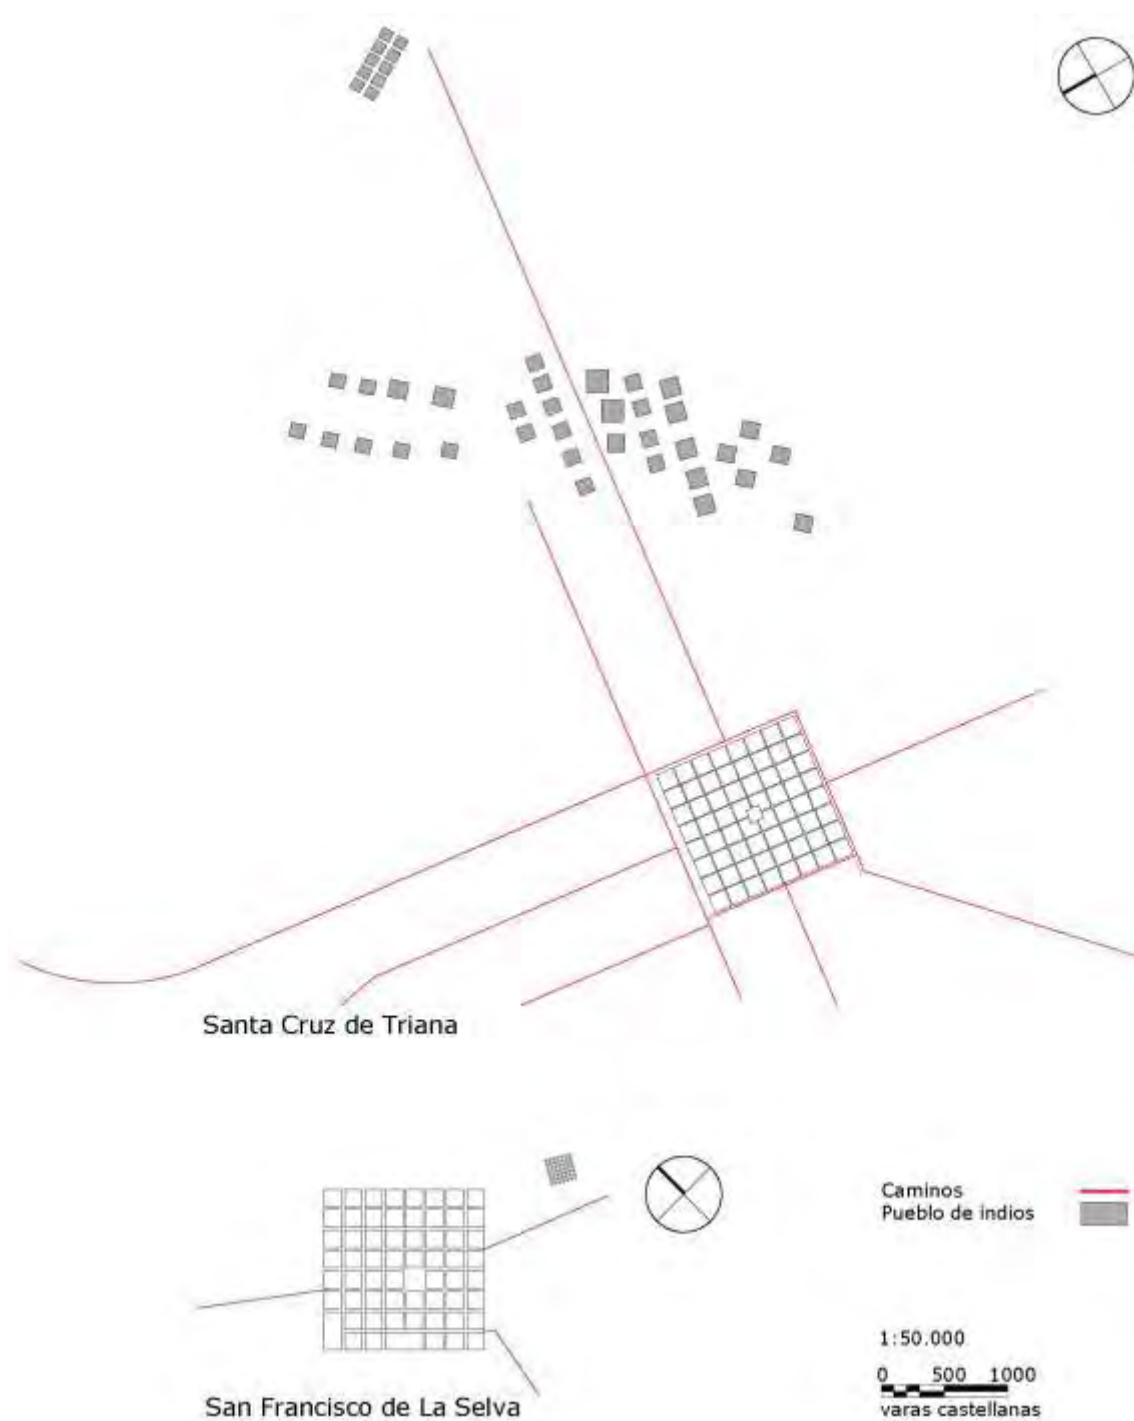 Santa Cruz de Triana
Caminos
Pueblo de indios
1:50.000
0 500 1000
varas castellanas
San Francisco de La Selva